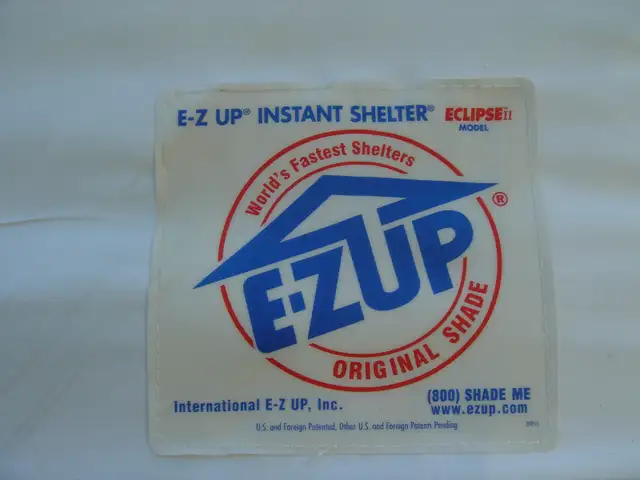 E-Z UP® INSTANT SHELTER® ECLIPSE™ II
MODEL
World's Fastest Shelters
E-Z UP ®
ORIGINAL SHADE
International E-Z UP, Inc.
(800) SHADE ME
www.ezup.com
U.S. and Foreign Patented, Other U.S. and Foreign Patents Pending